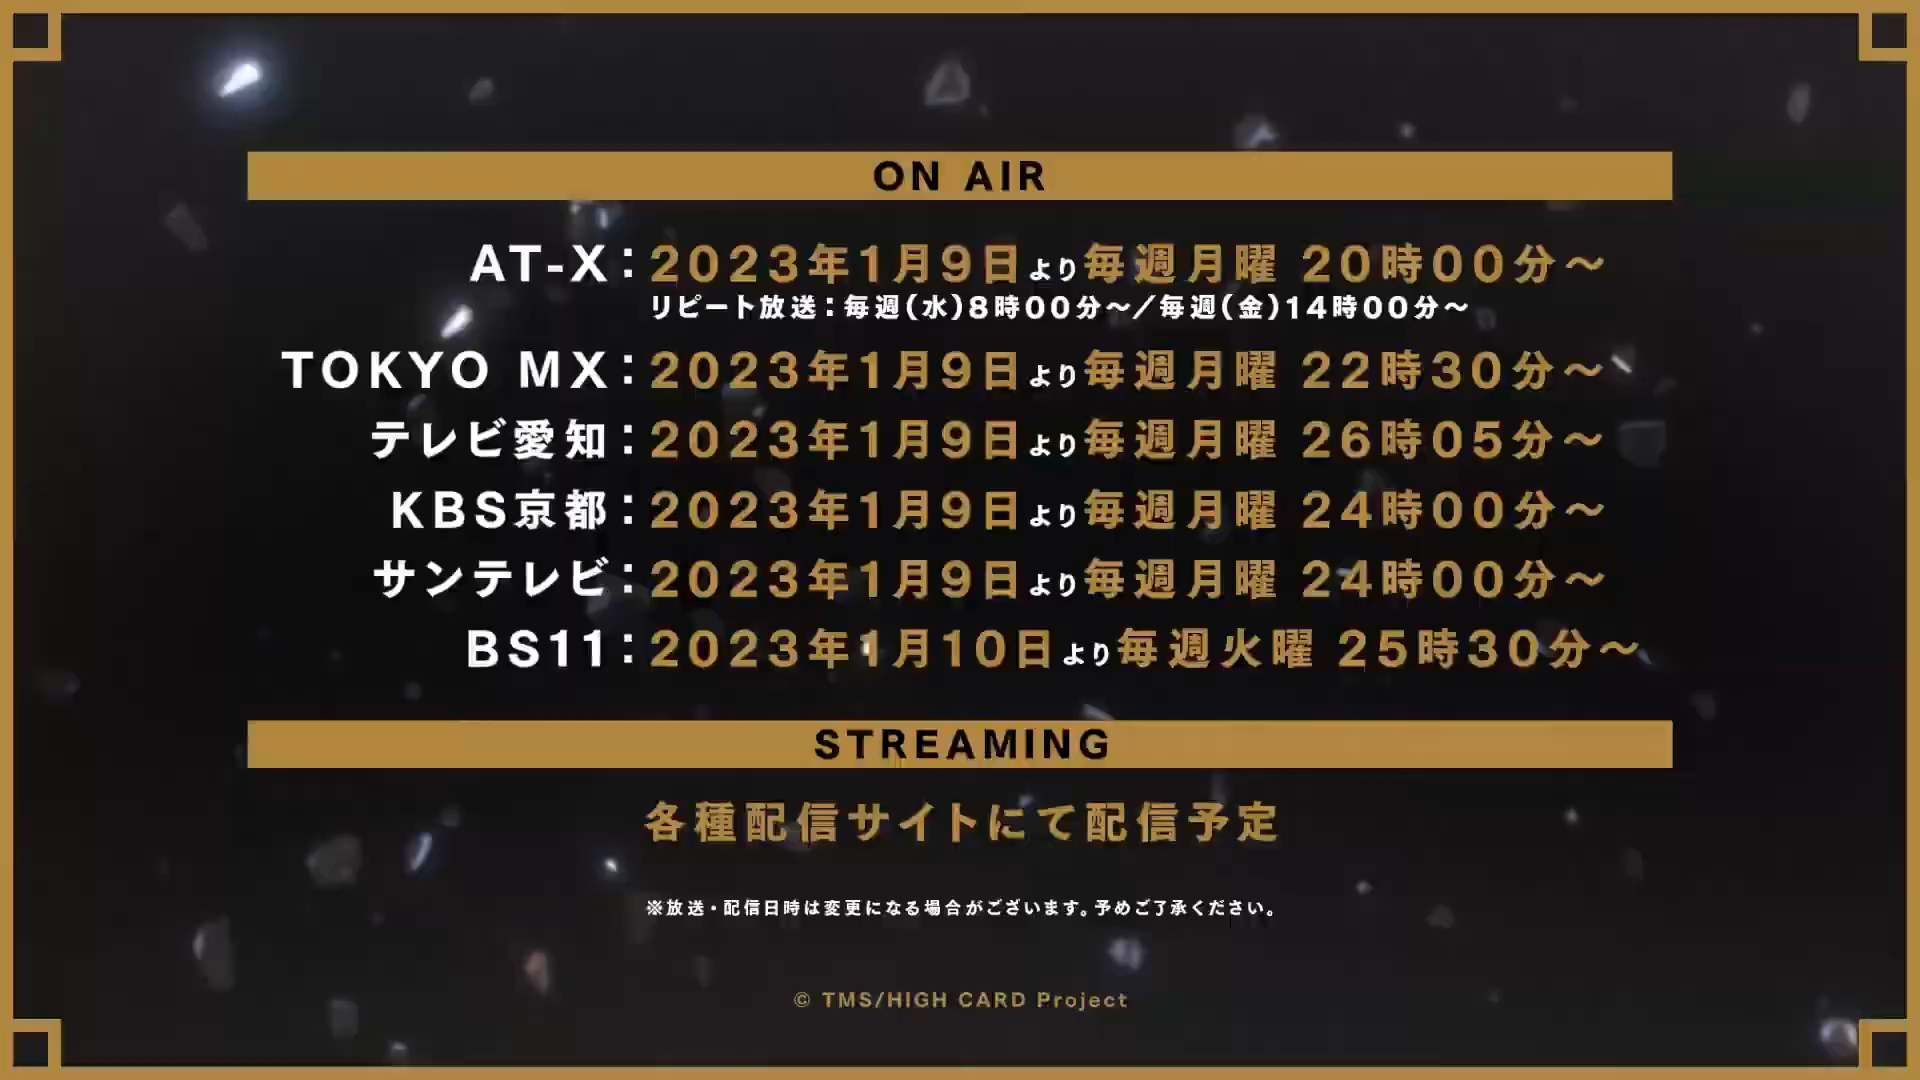 ON AIR
AT-X：2023年1月9日より毎週月曜 20時00分～
リピート放送：毎週(水)8時00分～／毎週(金)14時00分～
TOKYO MX：2023年1月9日より毎週月曜 22時30分～
テレビ愛知：2023年1月9日より毎週月曜 26時05分～
KBS京都：2023年1月9日より毎週月曜 24時00分～
サンテレビ：2023年1月9日より毎週月曜 24時00分～
BS11：2023年1月10日より毎週火曜 25時30分～
STREAMING
各種配信サイトにて配信予定
※放送・配信日時は変更になる場合がございます。予めご了承ください。
© TMS/HIGH CARD Project